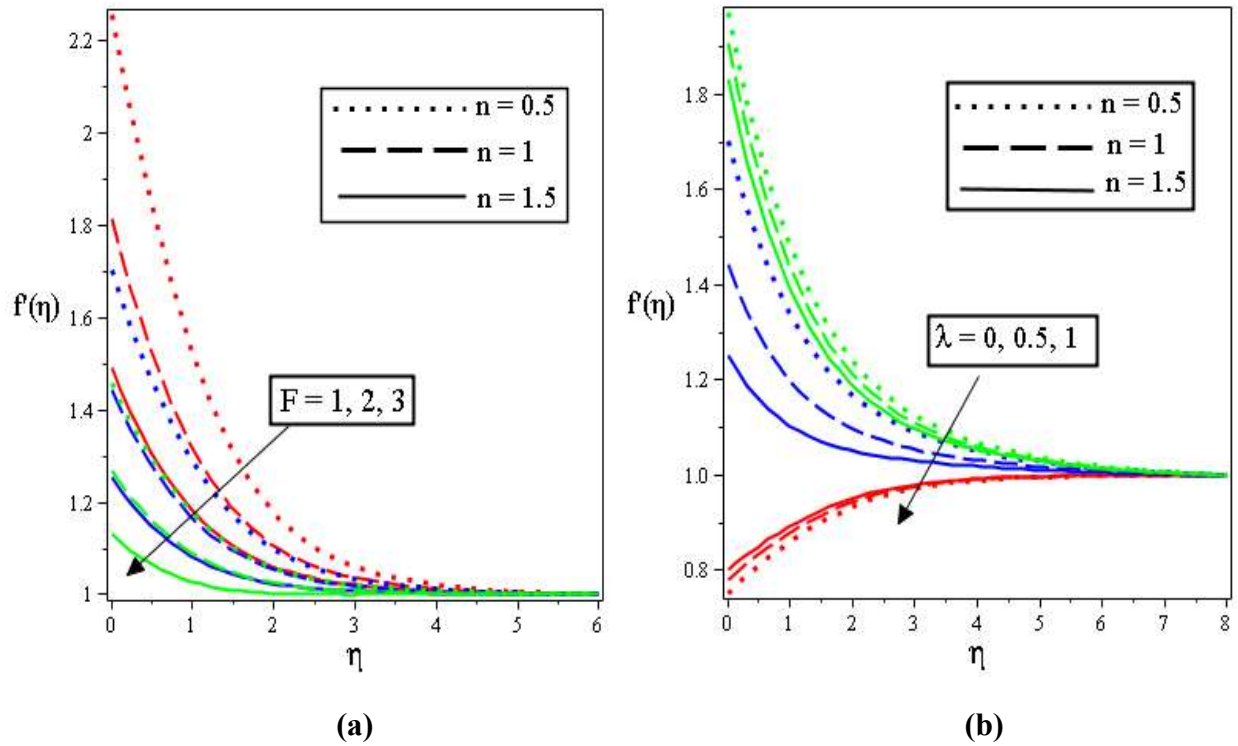 2.2
2
1.8
1.6
1.4
1.2
1
f'(η)
n = 0.5
n = 1
n = 1.5
F = 1, 2, 3
0 1 2 3 4 5 6
η
(a)
1.8
1.6
1.4
1.2
1.0
0.8
f'(η)
n = 0.5
n = 1
n = 1.5
λ = 0, 0.5, 1
0 1 2 3 4 5 6 7 8
η
(b)